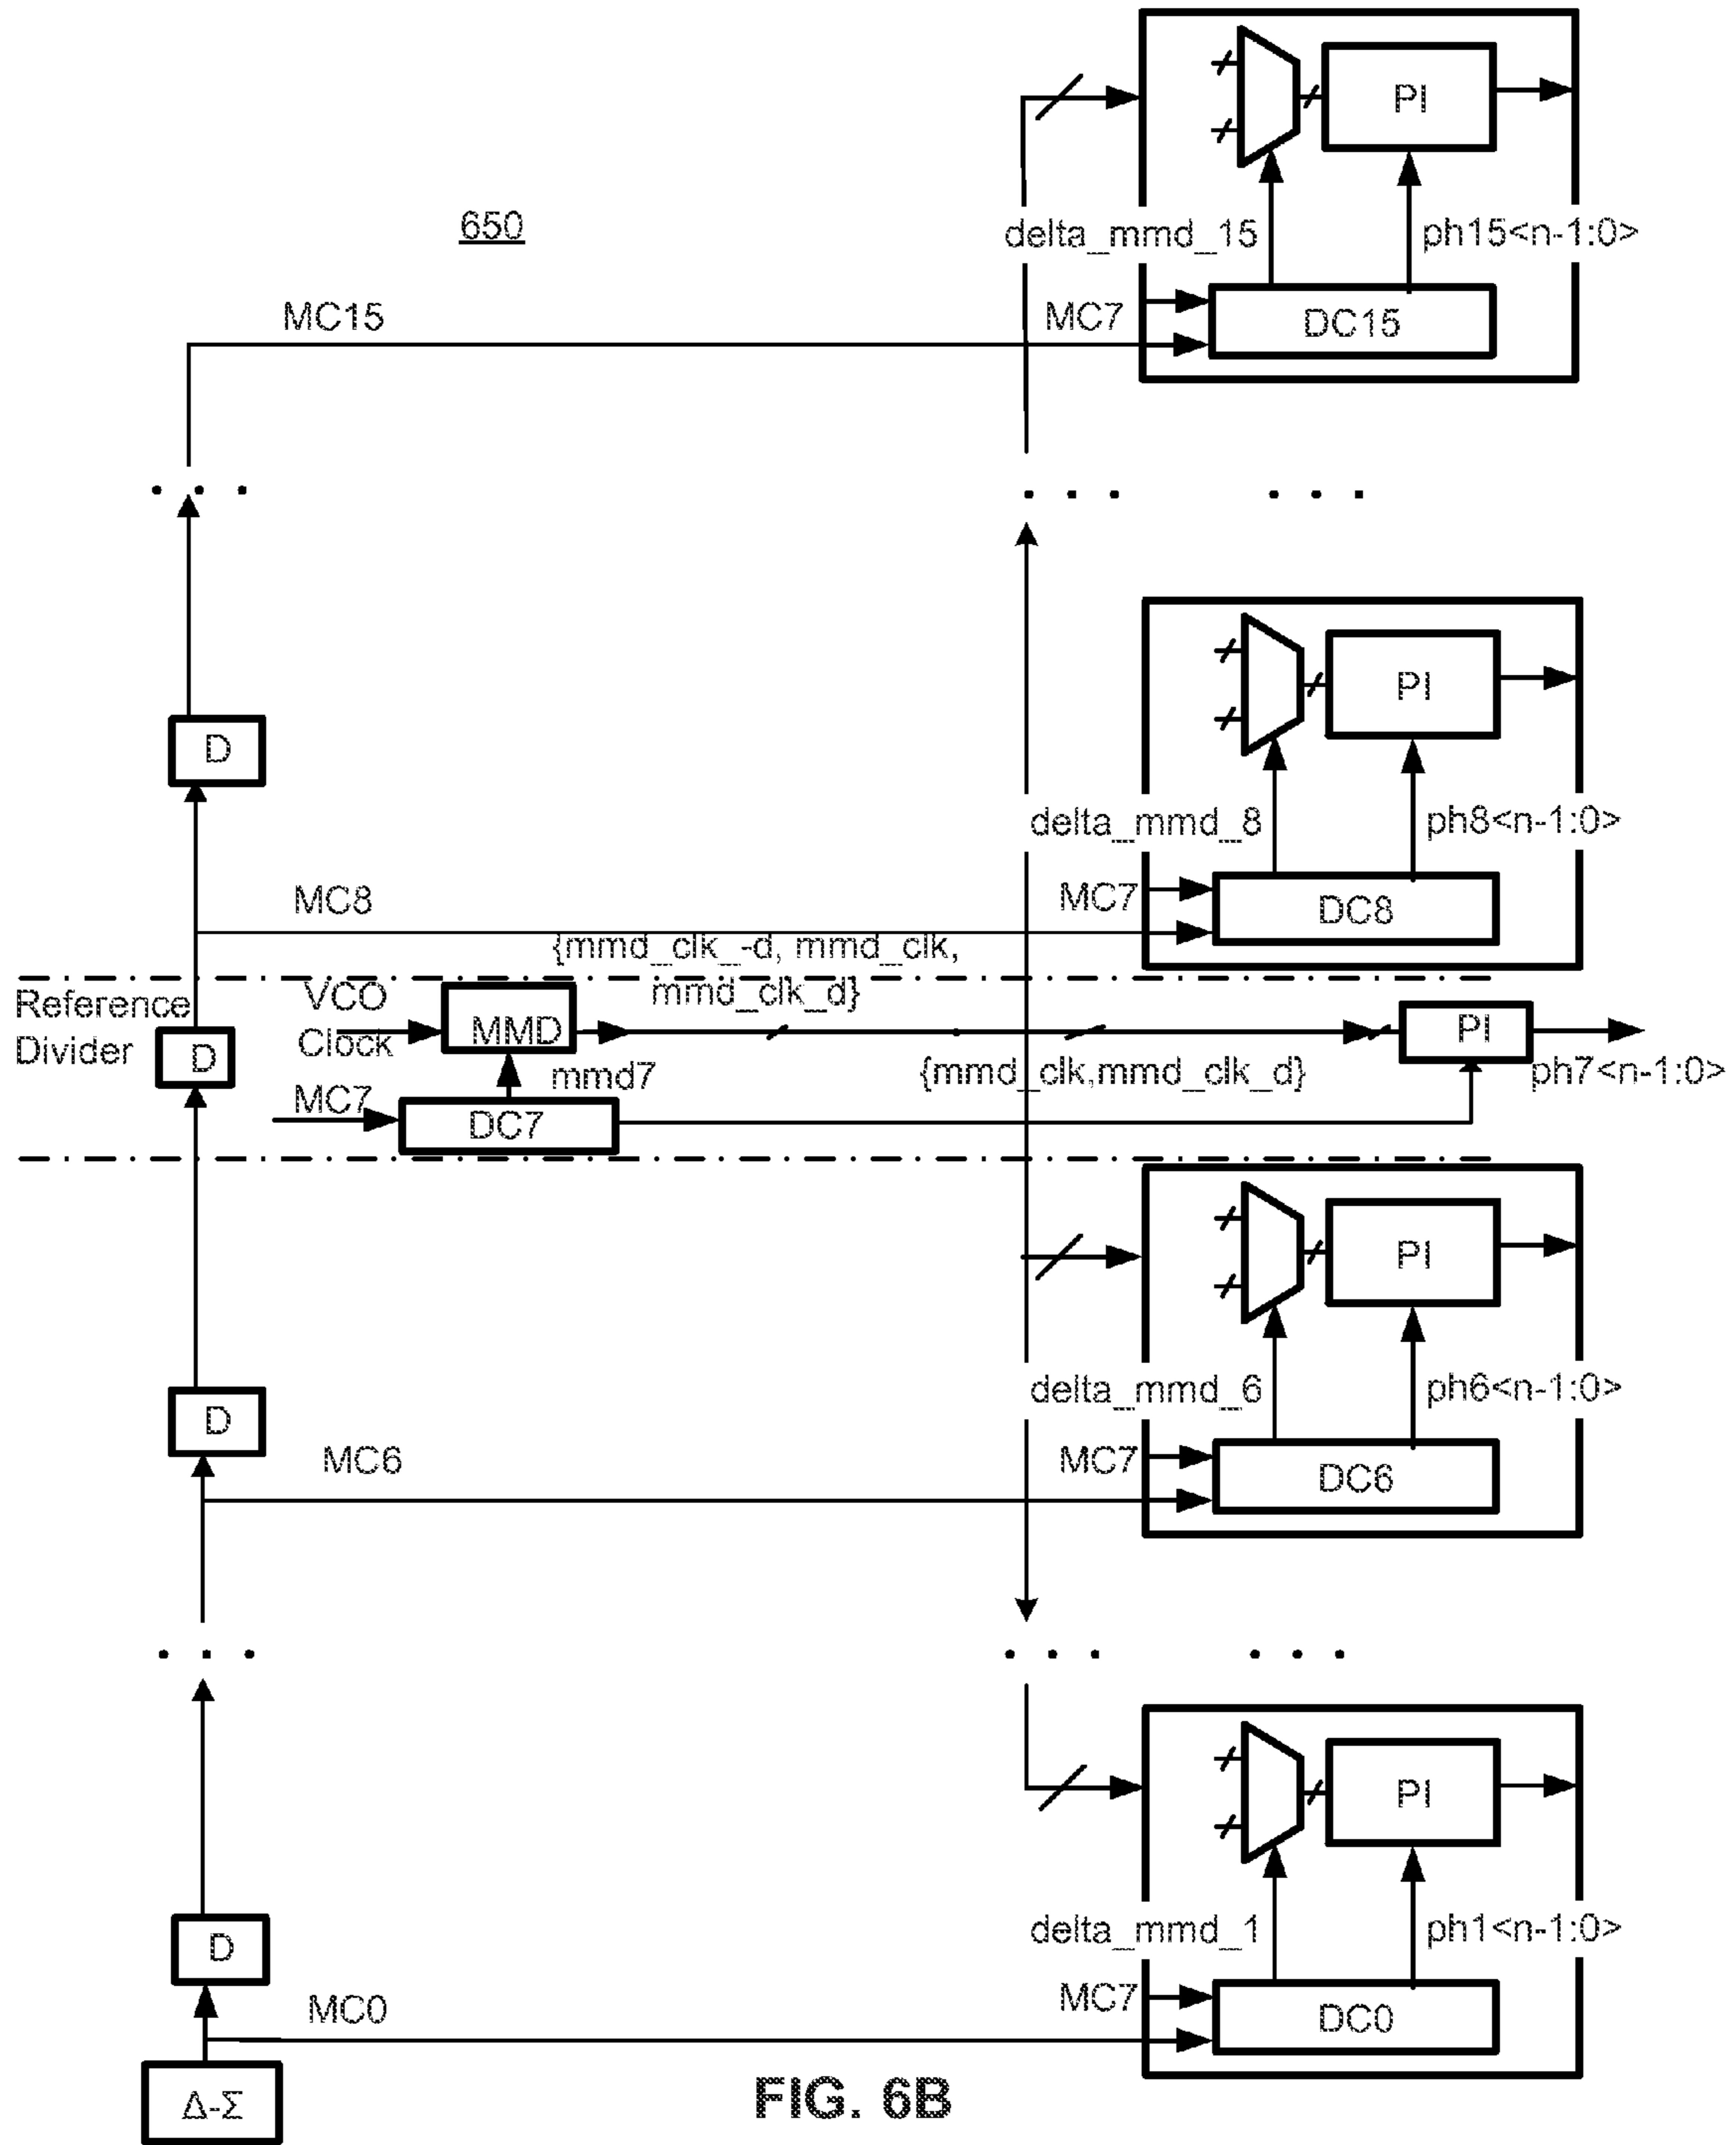 PI
650
delta_mmd_15
ph15<n-1:0>
MC15
MC7
DC15
. . .
. . .
. . .
PI
D
delta_mmd_8
ph8<n-1:0>
MC8
MC7
DC8
{mmd_clk_-d, mmd_clk,
mmd_clk_d}
Reference
Divider
VCO
Clock
D
MMD
PI
mmd7
{mmd_clk,mmd_clk_d}
ph7<n-1:0>
MC7
DC7
PI
delta_mmd_6
ph6<n-1:0>
D
MC6
MC7
DC6
. . .
. . .
. . .
PI
delta_mmd_1
ph1<n-1:0>
D
MC0
MC7
DC0
Δ-Σ
FIG. 6B